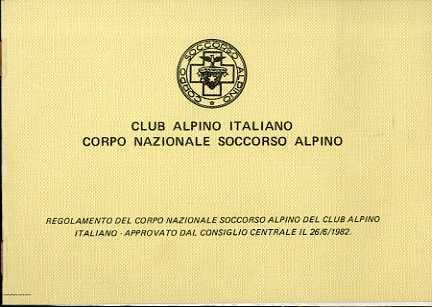 CORPO SOCCORSO ALPINO
CLUB ALPINO ITALIANO
CORPO NAZIONALE SOCCORSO ALPINO
REGOLAMENTO DEL CORPO NAZIONALE SOCCORSO ALPINO DEL CLUB ALPINO
ITALIANO - APPROVATO DAL CONSIGLIO CENTRALE IL 26/6/1982.